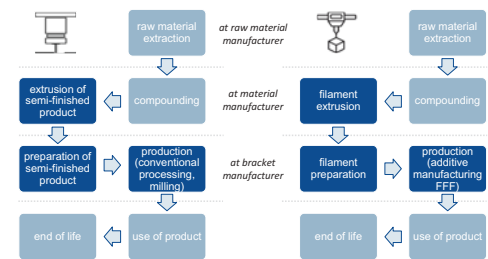 raw material
extraction
at raw material
manufacturer
raw material
extraction
extrusion of
semi-finished
product
compounding
at material
manufacturer
filament
extrusion
compounding
preparation of
semi-finished
product
production
(conventional
processing,
milling)
at bracket
manufacturer
filament
preparation
production
(additive
manufacturing
FFF)
end of life
use of product
end of life
use of product